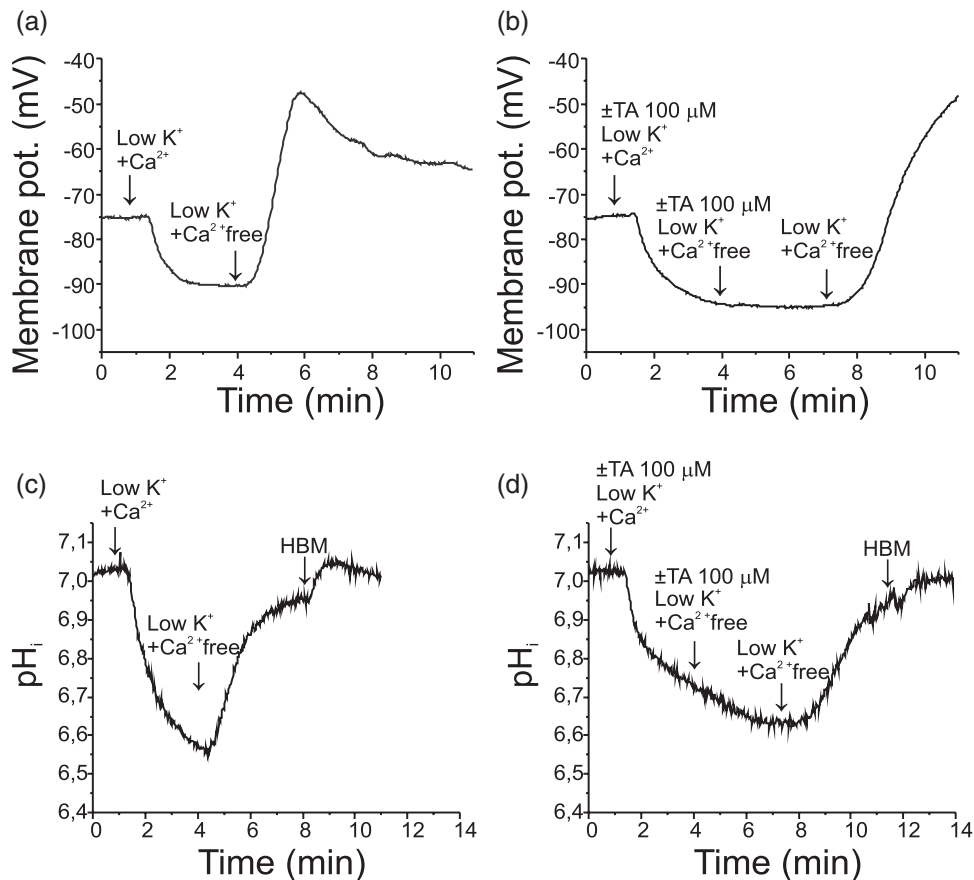 (a)
Membrane pot. (mV)
-40
-50
-60
-70
-80
-90
-100
Low K⁺
+Ca²⁺
Low K⁺
+Ca²⁺free
0 2 4 6 8 10
Time (min)
(b)
Membrane pot. (mV)
-40
-50
-60
-70
-80
-90
-100
±TA 100 µM
Low K⁺
+Ca²⁺
±TA 100 µM
Low K⁺
+Ca²⁺free
Low K⁺
+Ca²⁺free
0 2 4 6 8 10
Time (min)
(c)
pHᵢ
7,1
7,0
6,9
6,8
6,7
6,6
6,5
6,4
Low K⁺
+Ca²⁺
Low K⁺
+Ca²⁺free
HBM
0 2 4 6 8 10 12 14
Time (min)
(d)
pHᵢ
7,1
7,0
6,9
6,8
6,7
6,6
6,5
6,4
±TA 100 µM
Low K⁺
+Ca²⁺
±TA 100 µM
Low K⁺
+Ca²⁺free
Low K⁺
+Ca²⁺free
HBM
0 2 4 6 8 10 12 14
Time (min)